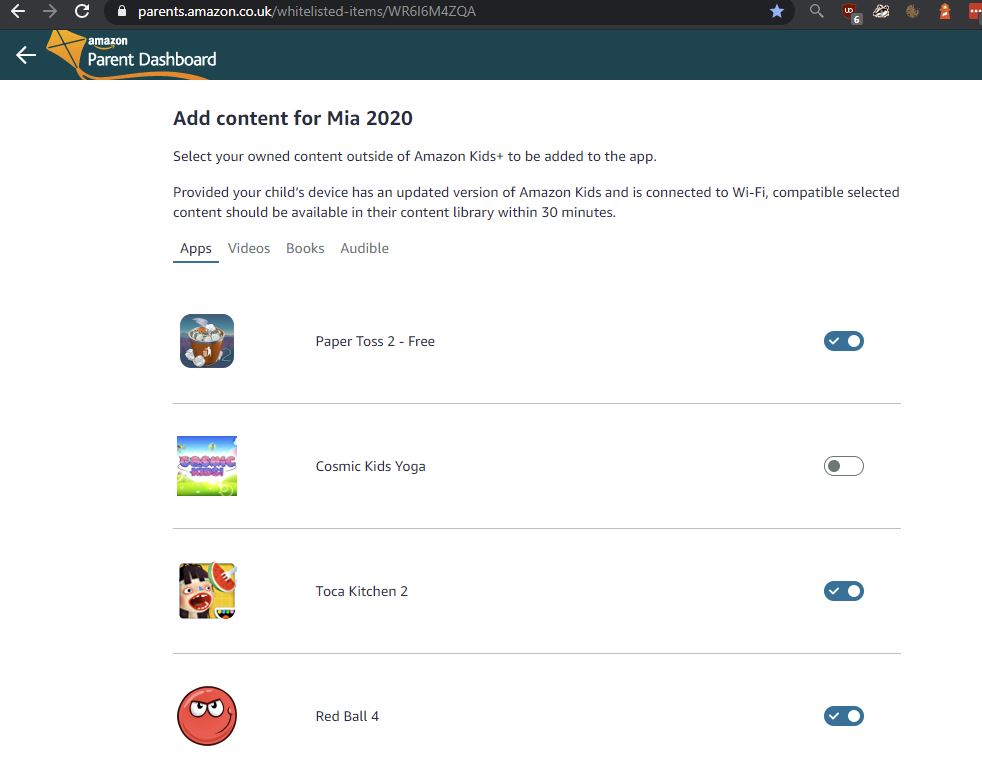 parents.amazon.co.uk/whitelisted-items/WR6I6M4ZQA
6
amazon
Parent Dashboard
Add content for Mia 2020
Select your owned content outside of Amazon Kids+ to be added to the app.
Provided your child's device has an updated version of Amazon Kids and is connected to Wi-Fi, compatible selected
content should be available in their content library within 30 minutes.
Apps Videos Books Audible
2
Paper Toss 2 - Free
COSMIC
KIDS!
Cosmic Kids Yoga
Toca Kitchen 2
Red Ball 4